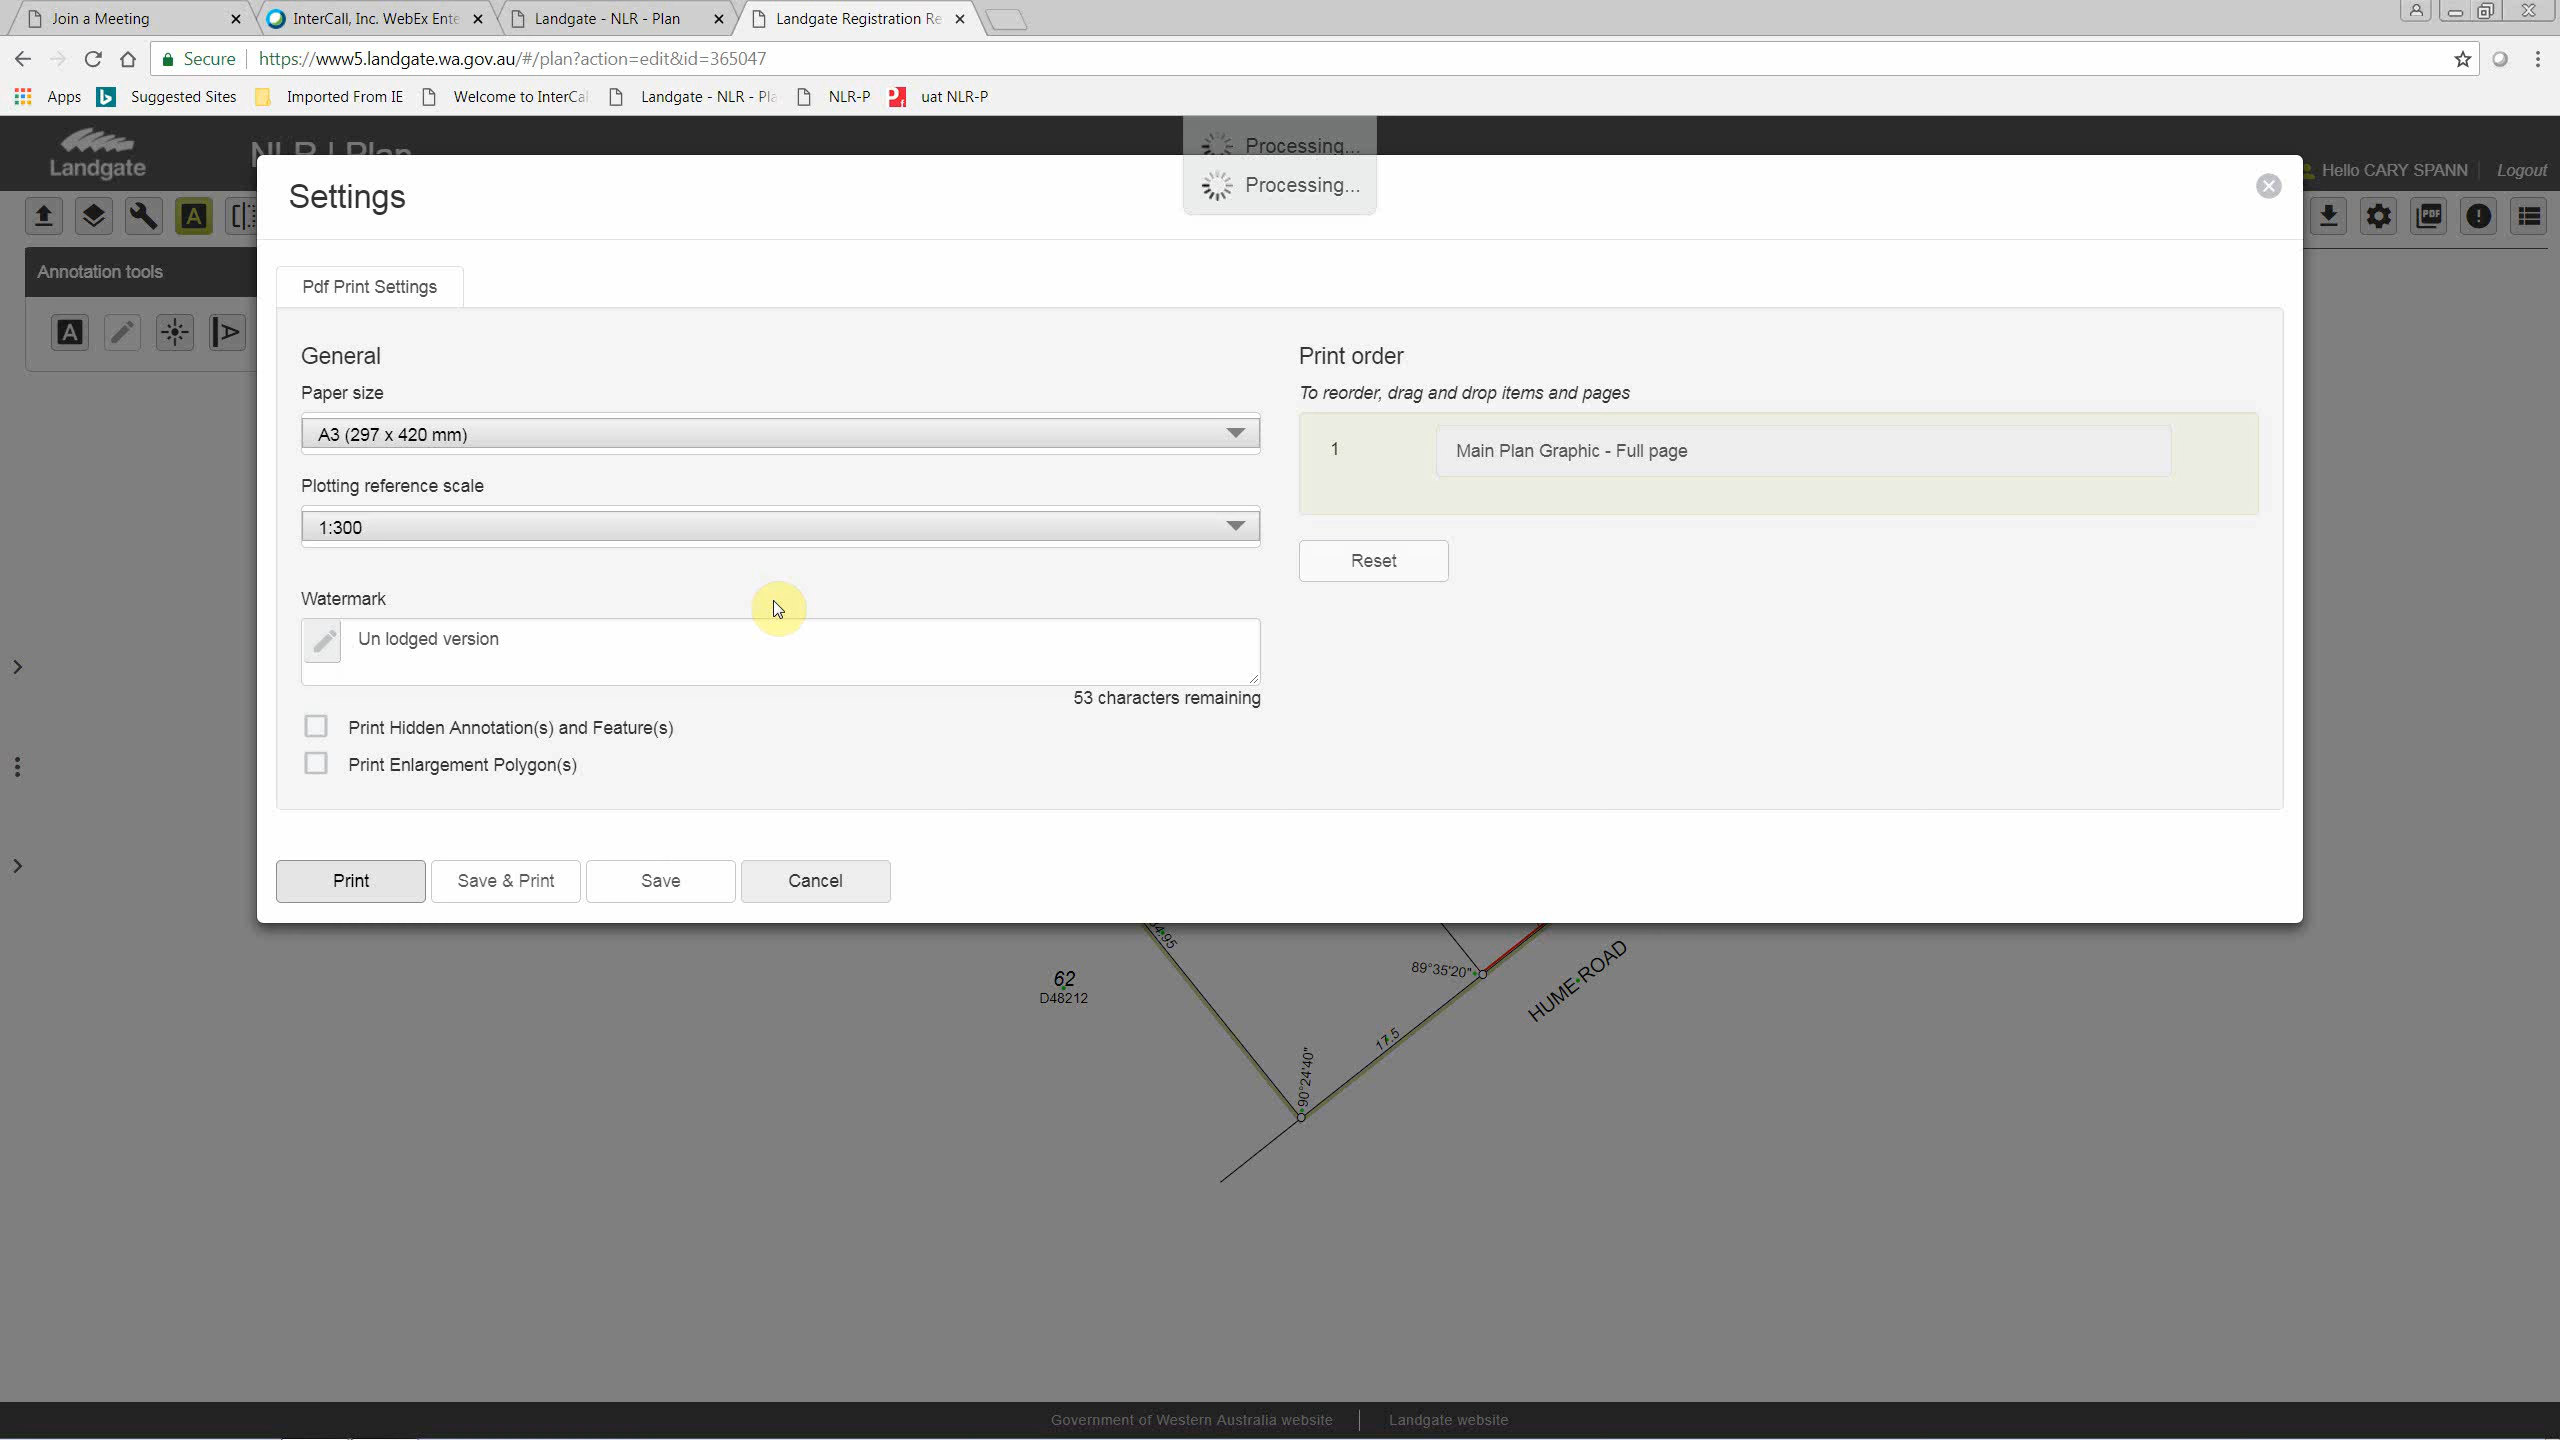 Join a Meeting
InterCall, Inc. WebEx Ente
Landgate - NLR - Plan
Landgate Registration Re
Secure
https://www5.landgate.wa.gov.au/#/plan?action=edit&id=365047
Apps
Suggested Sites
Imported From IE
Welcome to InterCal
Landgate - NLR - Pla
NLR-P
uat NLR-P
Landgate
NLR | Plan
Processing...
Processing...
Hello CARY SPANN
Logout
Settings
Annotation tools
Pdf Print Settings
General
Paper size
A3 (297 x 420 mm)
Plotting reference scale
1:300
Watermark
Un lodged version
53 characters remaining
Print Hidden Annotation(s) and Feature(s)
Print Enlargement Polygon(s)
Print order
To reorder, drag and drop items and pages
1
Main Plan Graphic - Full page
Reset
Print
Save & Print
Save
Cancel
62
D48212
89°35'20"
HUME ROAD
17.5
90°24'40"
Government of Western Australia website
Landgate website